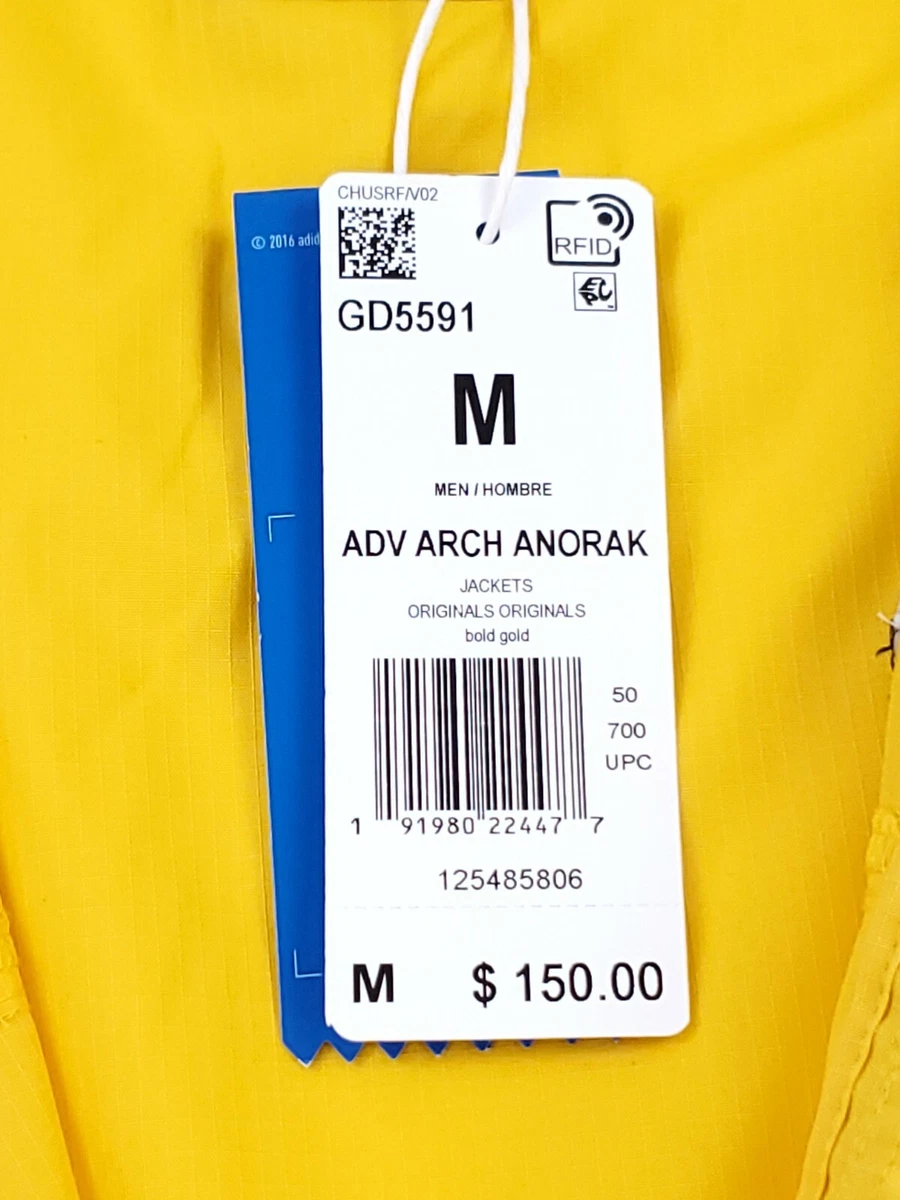 CHUSRF/V02
© 2016 adid
RFID
EPC
GD5591
M
MEN / HOMBRE
ADV ARCH ANORAK
JACKETS
ORIGINALS ORIGINALS
bold gold
50
700
UPC
1 91980 22447 7
125485806
M $ 150.00